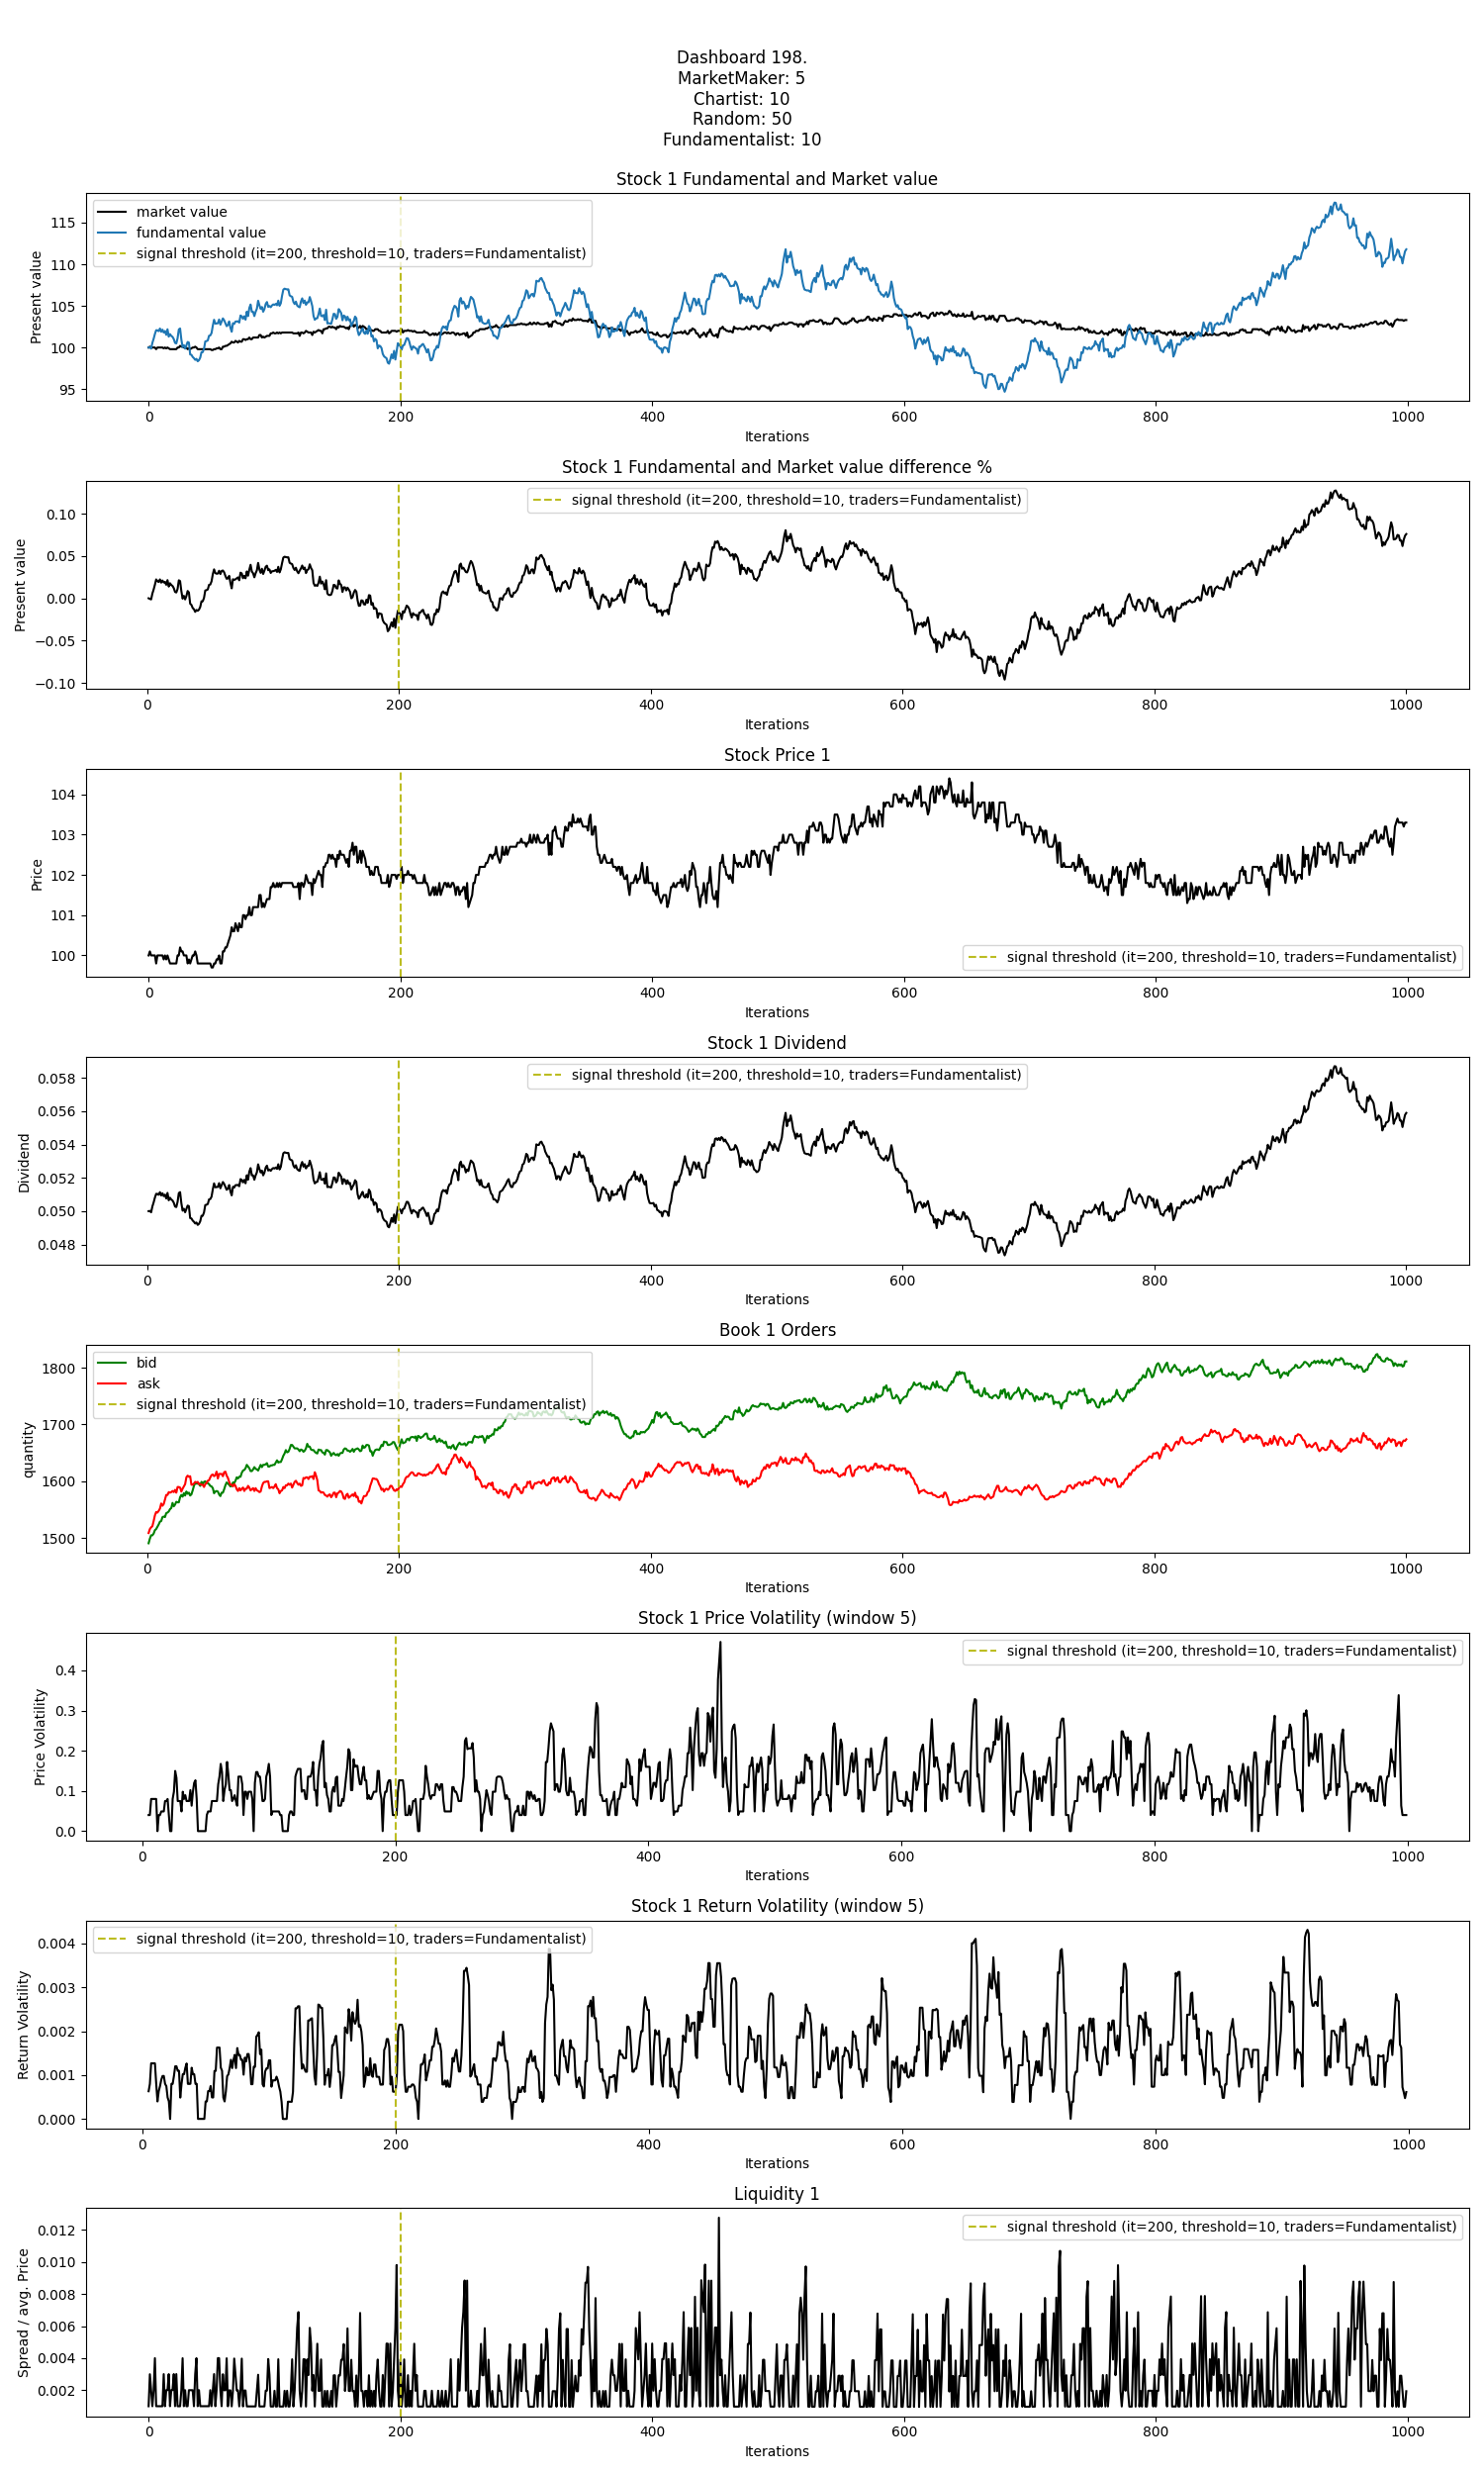 Dashboard 198.
MarketMaker: 5
Chartist: 10
Random: 50
Fundamentalist: 10
Stock 1 Fundamental and Market value
market value
fundamental value
signal threshold (it=200, threshold=10, traders=Fundamentalist)
Present value
115
110
105
100
95
0 200 400 600 800 1000
Iterations
Stock 1 Fundamental and Market value difference %
signal threshold (it=200, threshold=10, traders=Fundamentalist)
Present value
0.10
0.05
0.00
−0.05
−0.10
0 200 400 600 800 1000
Iterations
Stock Price 1
Price
104
103
102
101
100
signal threshold (it=200, threshold=10, traders=Fundamentalist)
0 200 400 600 800 1000
Iterations
Stock 1 Dividend
signal threshold (it=200, threshold=10, traders=Fundamentalist)
Dividend
0.058
0.056
0.054
0.052
0.050
0.048
0 200 400 600 800 1000
Iterations
Book 1 Orders
bid
ask
signal threshold (it=200, threshold=10, traders=Fundamentalist)
quantity
1800
1700
1600
1500
0 200 400 600 800 1000
Iterations
Stock 1 Price Volatility (window 5)
signal threshold (it=200, threshold=10, traders=Fundamentalist)
Price Volatility
0.4
0.3
0.2
0.1
0.0
0 200 400 600 800 1000
Iterations
Stock 1 Return Volatility (window 5)
signal threshold (it=200, threshold=10, traders=Fundamentalist)
Return Volatility
0.004
0.003
0.002
0.001
0.000
0 200 400 600 800 1000
Iterations
Liquidity 1
signal threshold (it=200, threshold=10, traders=Fundamentalist)
Spread / avg. Price
0.012
0.010
0.008
0.006
0.004
0.002
0 200 400 600 800 1000
Iterations